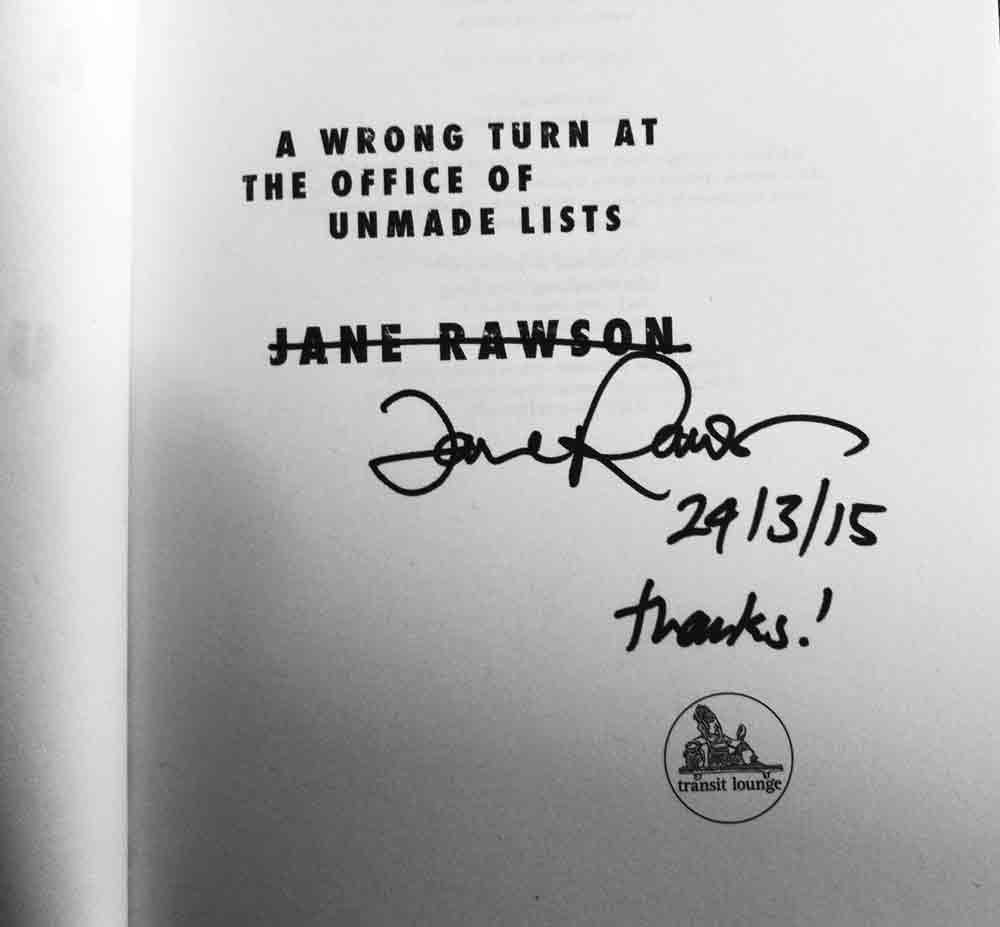 A WRONG TURN AT
THE OFFICE OF
UNMADE LISTS
JANE RAWSON
Jane Rawson
24/3/15
thanks!
transit lounge